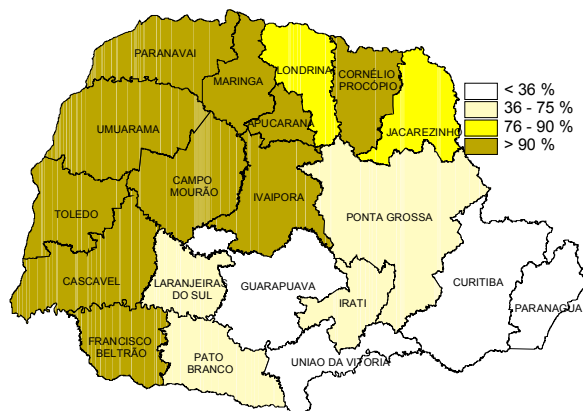 PARANAVAI
LONDRINA
MARINGA
CORNÉLIO
PROCÓPIO
< 36 %
36 - 75 %
76 - 90 %
> 90 %
APUCARANA
JACAREZINHO
UMUARAMA
CAMPO
MOURÃO
IVAIPORA
TOLEDO
PONTA GROSSA
CASCAVEL
LARANJEIRAS
DO SUL
GUARAPUAVA
CURITIBA
PARANAGUA
IRATI
FRANCISCO
BELTRÃO
PATO
BRANCO
UNIAO DA VITÓRIA